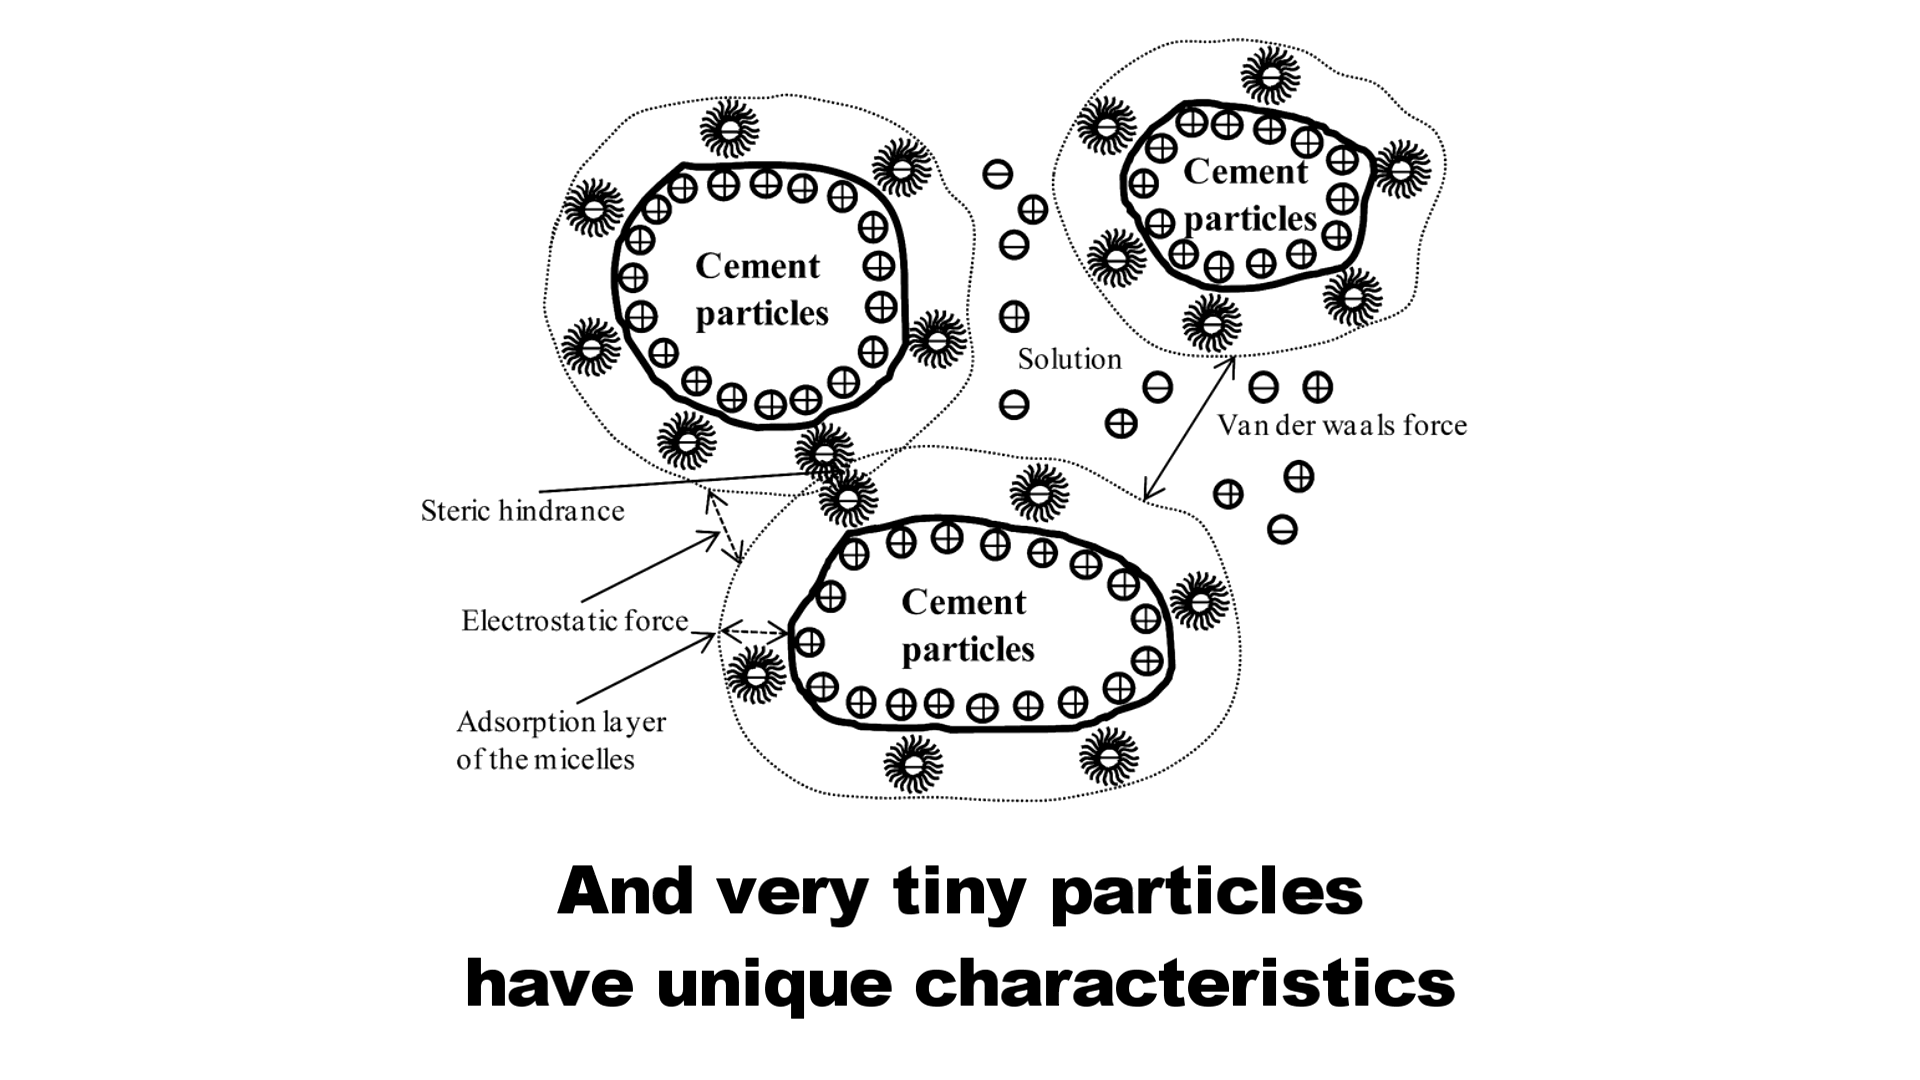 Cement
particles
Cement
particles
Solution
Van der waals force
Steric hindrance
Electrostatic force
Cement
particles
Adsorption layer
of the micelles
And very tiny particles
have unique characteristics